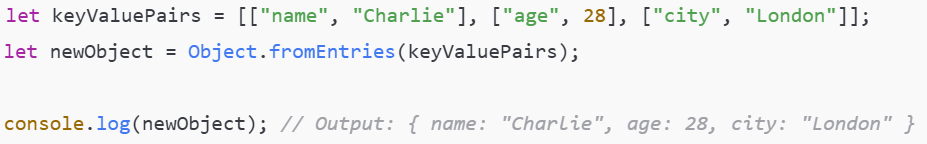 let keyValuePairs = [["name", "Charlie"], ["age", 28], ["city", "London"]];
let newObject = Object.fromEntries(keyValuePairs);
console.log(newObject); // Output: { name: "Charlie", age: 28, city: "London" }